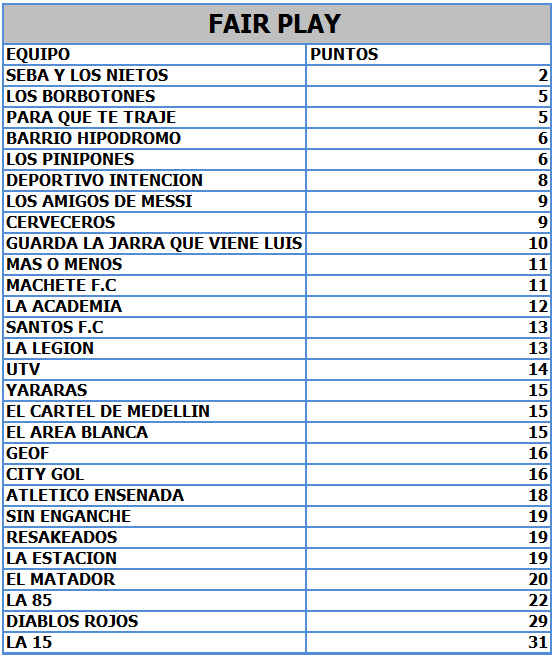 FAIR PLAY
EQUIPO PUNTOS
SEBA Y LOS NIETOS 2
LOS BORBOTONES 5
PARA QUE TE TRAJE 5
BARRIO HIPODROMO 6
LOS PINIPONES 6
DEPORTIVO INTENCION 8
LOS AMIGOS DE MESSI 9
CERVECEROS 9
GUARDA LA JARRA QUE VIENE LUIS 10
MAS O MENOS 11
MACHETE F.C 11
LA ACADEMIA 12
SANTOS F.C 13
LA LEGION 13
UTV 14
YARARAS 15
EL CARTEL DE MEDELLIN 15
EL AREA BLANCA 15
GEOF 16
CITY GOL 16
ATLETICO ENSENADA 18
SIN ENGANCHE 19
RESAKEADOS 19
LA ESTACION 19
EL MATADOR 20
LA 85 22
DIABLOS ROJOS 29
LA 15 31